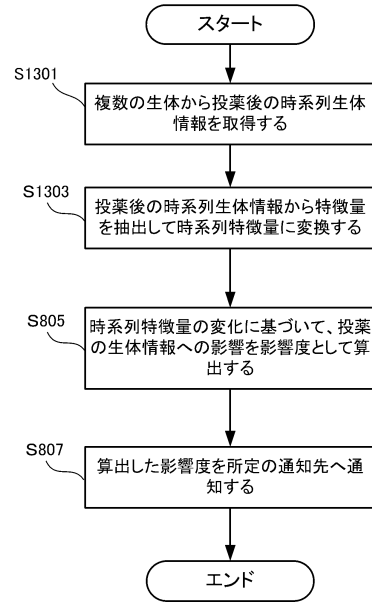 スタート
S1301
複数の生体から投薬後の時系列生体
情報を取得する
S1303
投薬後の時系列生体情報から特徴量
を抽出して時系列特徴量に変換する
S805
時系列特徴量の変化に基づいて、投薬
の生体情報への影響を影響度として算
出する
S807
算出した影響度を所定の通知先へ通
知する
エンド